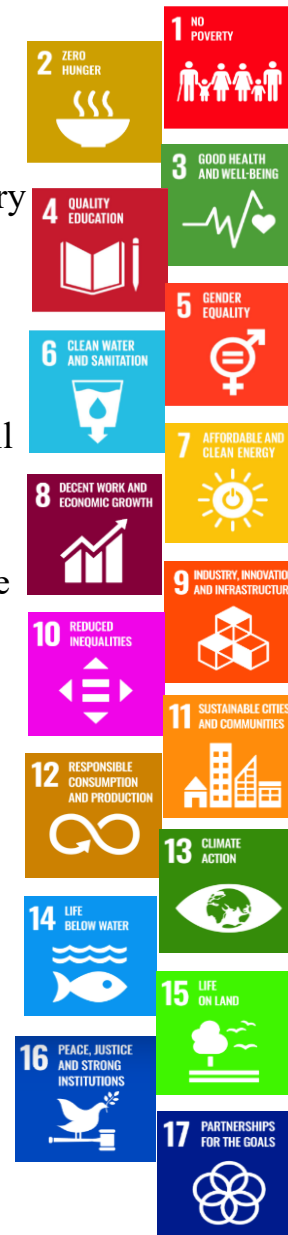 1 NO
POVERTY
2 ZERO
HUNGER
3 GOOD HEALTH
AND WELL-BEING
ry
4 QUALITY
EDUCATION
5 GENDER
EQUALITY
6 CLEAN WATER
AND SANITATION
7 AFFORDABLE AND
CLEAN ENERGY
8 DECENT WORK AND
ECONOMIC GROWTH
9 INDUSTRY, INNOVATIO
AND INFRASTRUCTUR
10 REDUCED
INEQUALITIES
11 SUSTAINABLE CITIES
AND COMMUNITIES
12 RESPONSIBLE
CONSUMPTION
AND PRODUCTION
13 CLIMATE
ACTION
14 LIFE
BELOW WATER
15 LIFE
ON LAND
16 PEACE, JUSTICE
AND STRONG
INSTITUTIONS
17 PARTNERSHIPS
FOR THE GOALS